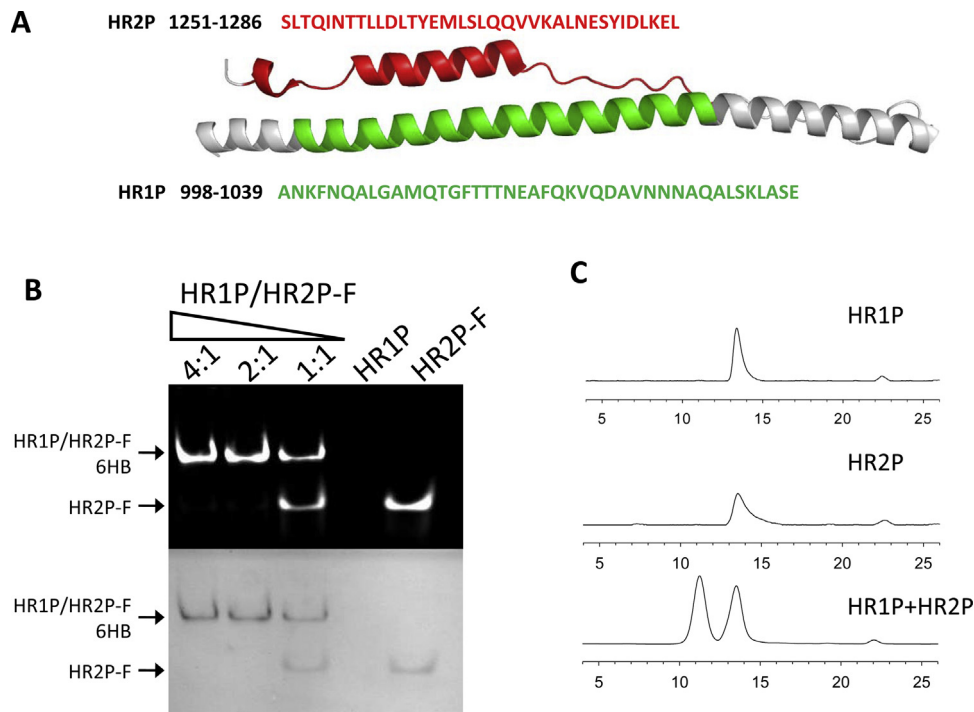 A
HR2P 1251-1286 SLTQINTTLLDLTYEMLSLQQVVKALNESYIDLKEL
HR1P 998-1039 ANKFNQALGAMQTGFTTTNEAFQKVQDAVNNNAQALSKLASE
B
HR1P/HR2P-F
4:1 2:1 1:1 HR1P HR2P-F
HR1P/HR2P-F
6HB
HR2P-F
HR1P/HR2P-F
6HB
HR2P-F
C
HR1P
5 10 15 20 25
HR2P
5 10 15 20 25
HR1P+HR2P
5 10 15 20 25